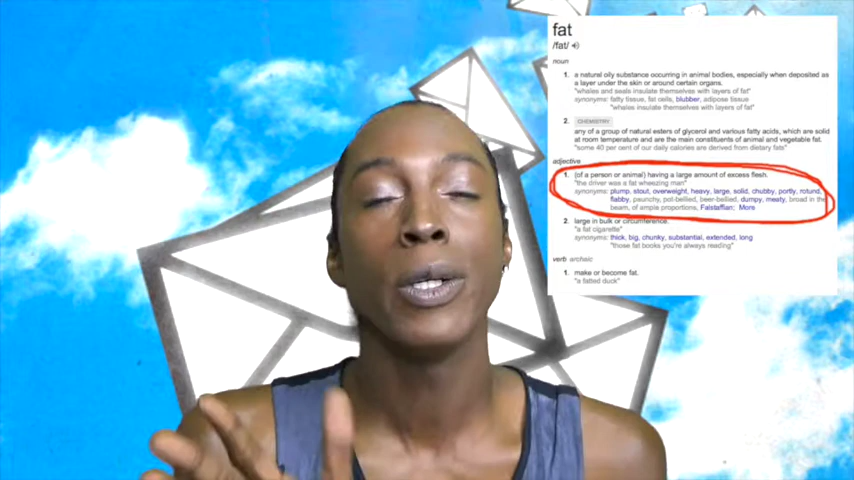 fat
/fat/
noun
1. a natural oily substance occurring in animal bodies, especially when deposited as
a layer under the skin or around certain organs.
"whales and seals insulate themselves with layers of fat"
synonyms: fatty tissue, fat cells, blubber, adipose tissue
"whales insulate themselves with layers of fat"
2. CHEMISTRY
any of a group of natural esters of glycerol and various fatty acids, which are solid
at room temperature and are the main constituents of animal and vegetable fat.
"some 40 per cent of our daily calories are derived from dietary fats"
adjective
1. (of a person or animal) having a large amount of excess flesh.
"the driver was a fat wheezing man"
synonyms: plump, stout, overweight, heavy, large, solid, chubby, portly, rotund,
flabby, paunchy, pot-bellied, beer-bellied, dumpy, meaty, broad in the
beam, of ample proportions, Falstaffian; More
2. large in bulk or circumference.
"a fat cigarette"
synonyms: thick, big, chunky, substantial, extended, long
"those fat books you're always reading"
verb archaic
1. make or become fat.
"a fatted duck"